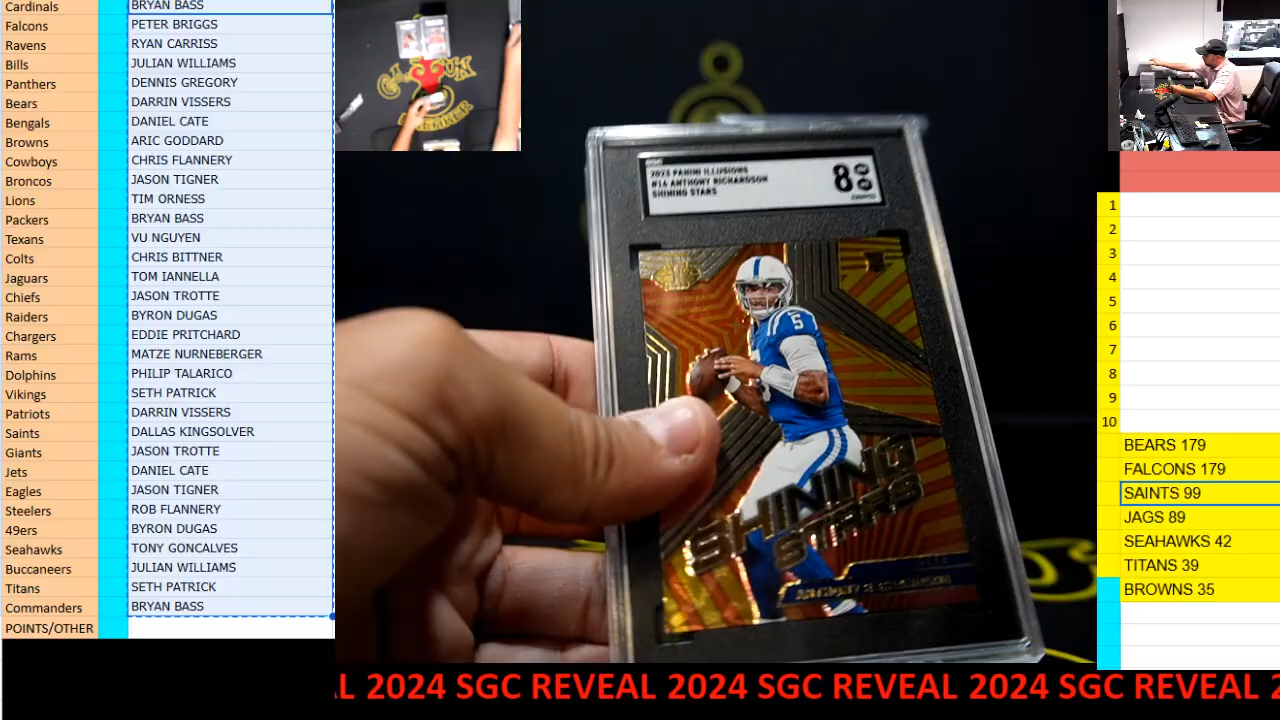 Cardinals BRYAN BASS
Falcons PETER BRIGGS
Ravens RYAN CARRISS
Bills JULIAN WILLIAMS
Panthers DENNIS GREGORY
Bears DARRIN VISSERS
Bengals DANIEL CATE
Browns ARIC GODDARD
Cowboys CHRIS FLANNERY
Broncos JASON TIGNER
Lions TIM ORNESS
Packers BRYAN BASS
Texans VU NGUYEN
Colts CHRIS BITTNER
Jaguars TOM IANNELLA
Chiefs JASON TROTTE
Raiders BYRON DUGAS
Chargers EDDIE PRITCHARD
Rams MATZE NURNEBERGER
Dolphins PHILIP TALARICO
Vikings SETH PATRICK
Patriots DARRIN VISSERS
Saints DALLAS KINGSOLVER
Giants JASON TROTTE
Jets DANIEL CATE
Eagles JASON TIGNER
Steelers ROB FLANNERY
49ers BYRON DUGAS
Seahawks TONY GONCALVES
Buccaneers JULIAN WILLIAMS
Titans SETH PATRICK
Commanders BRYAN BASS
POINTS/OTHER
2023 PANINI ILLUSIONS
#14 ANTHONY RICHARDSON
SHINING STARS
8
5
SHINING
STARS
ANTHONY RICHARDSON
1
2
3
4
5
6
7
8
9
10
BEARS 179
FALCONS 179
SAINTS 99
JAGS 89
SEAHAWKS 42
TITANS 39
BROWNS 35
AL 2024 SGC REVEAL 2024 SGC REVEAL 2024 SGC REVEAL 2